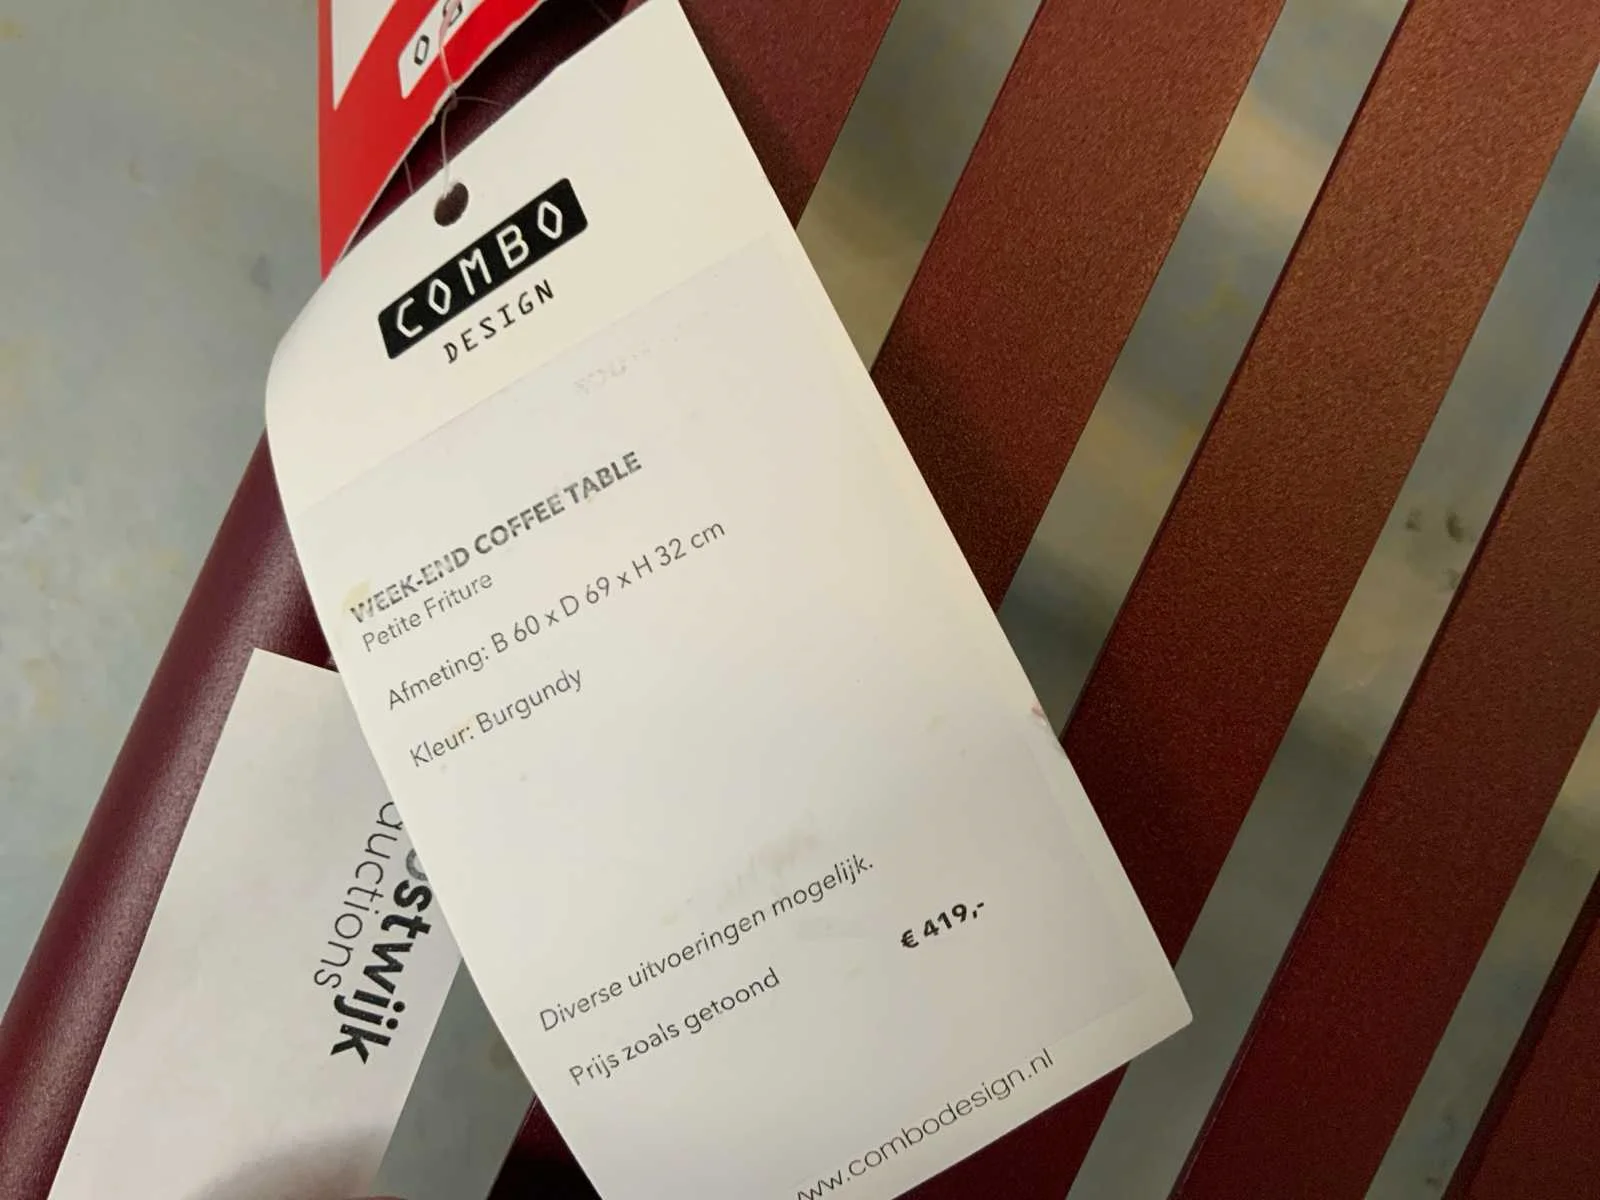 COMBO
DESIGN
WEEK-END COFFEE TABLE
Petite Friture
Afmeting: B 60 x D 69 x H 32 cm
Kleur: Burgundy
Diverse uitvoeringen mogelijk.
€ 419,-
Prijs zoals getoond
www.combodesign.nl
ostwijk
auctions